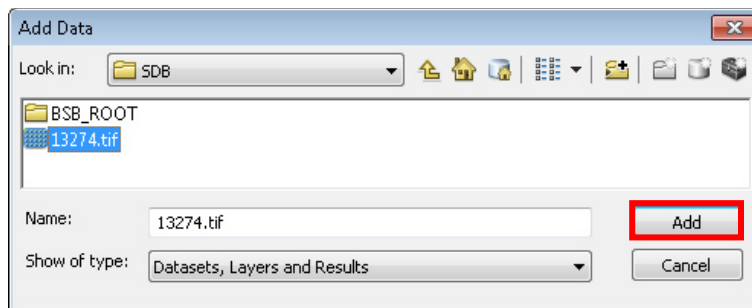 Add Data
Look in: SDB
BSB_ROOT
13274.tif
Name: 13274.tif Add
Show of type: Datasets, Layers and Results Cancel